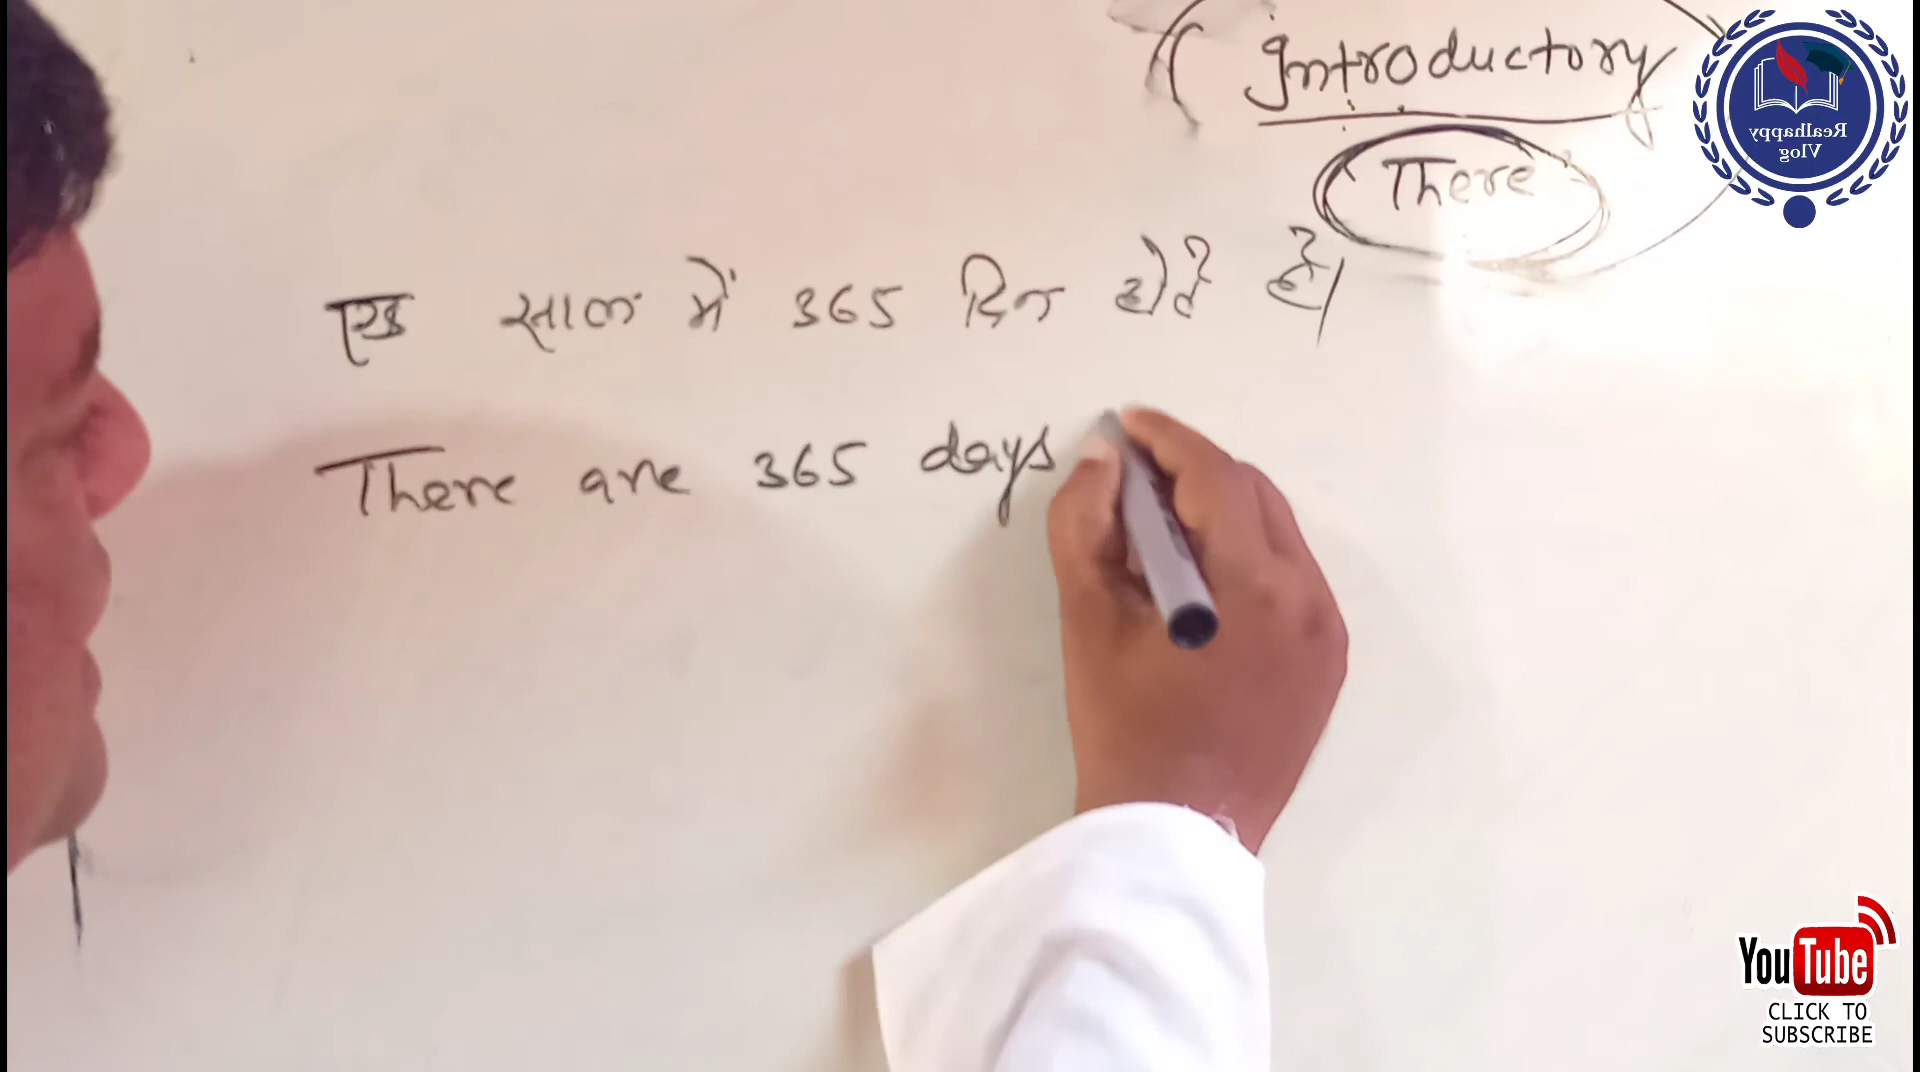 ( Introductory
There
एक साल में 365 दिन होते है।
There are 365 days
Realhappy
Vlog
YouTube
CLICK TO
SUBSCRIBE